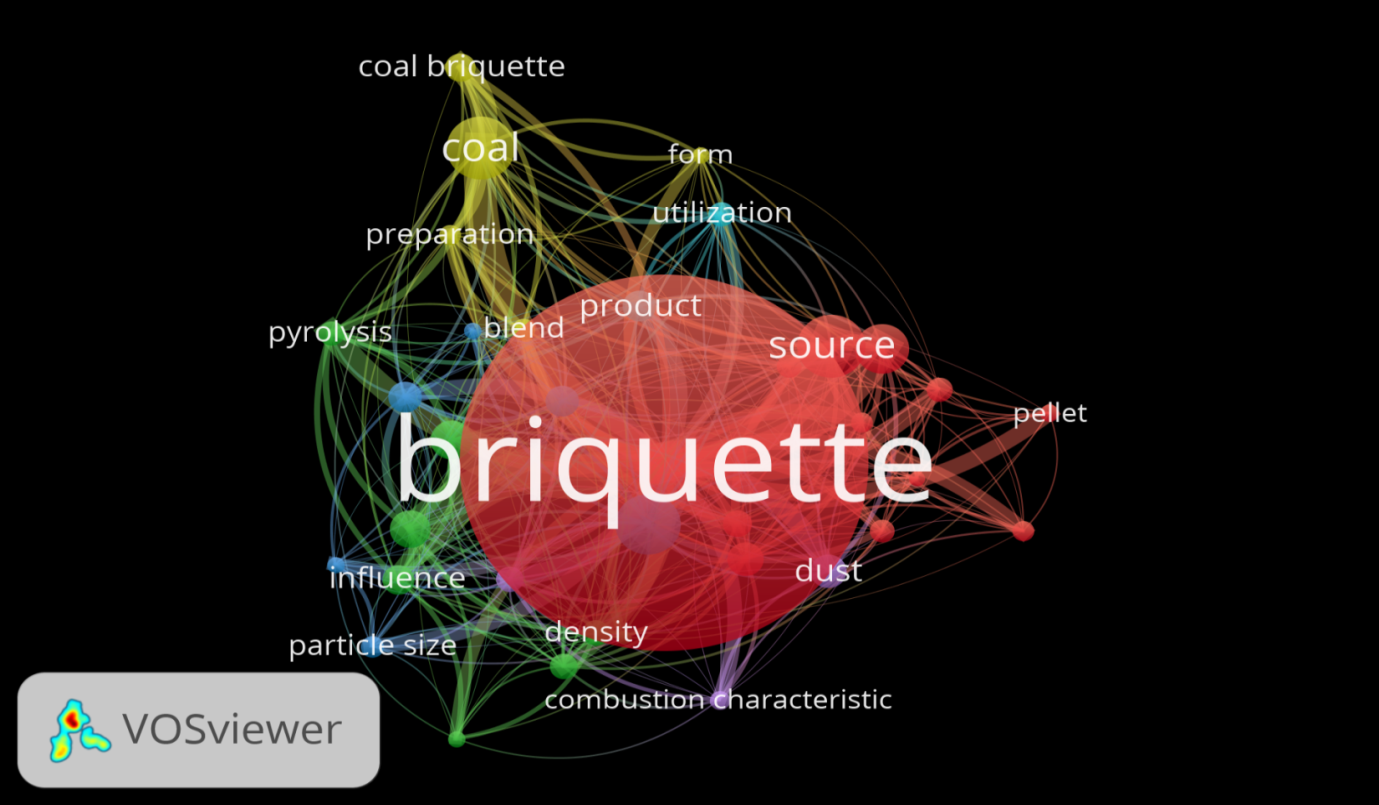 coal briquette
coal
form
utilization
preparation
product
pyrolysis
blend
source
pellet
briquette
influence
dust
density
particle size
combustion characteristic
VOSviewer